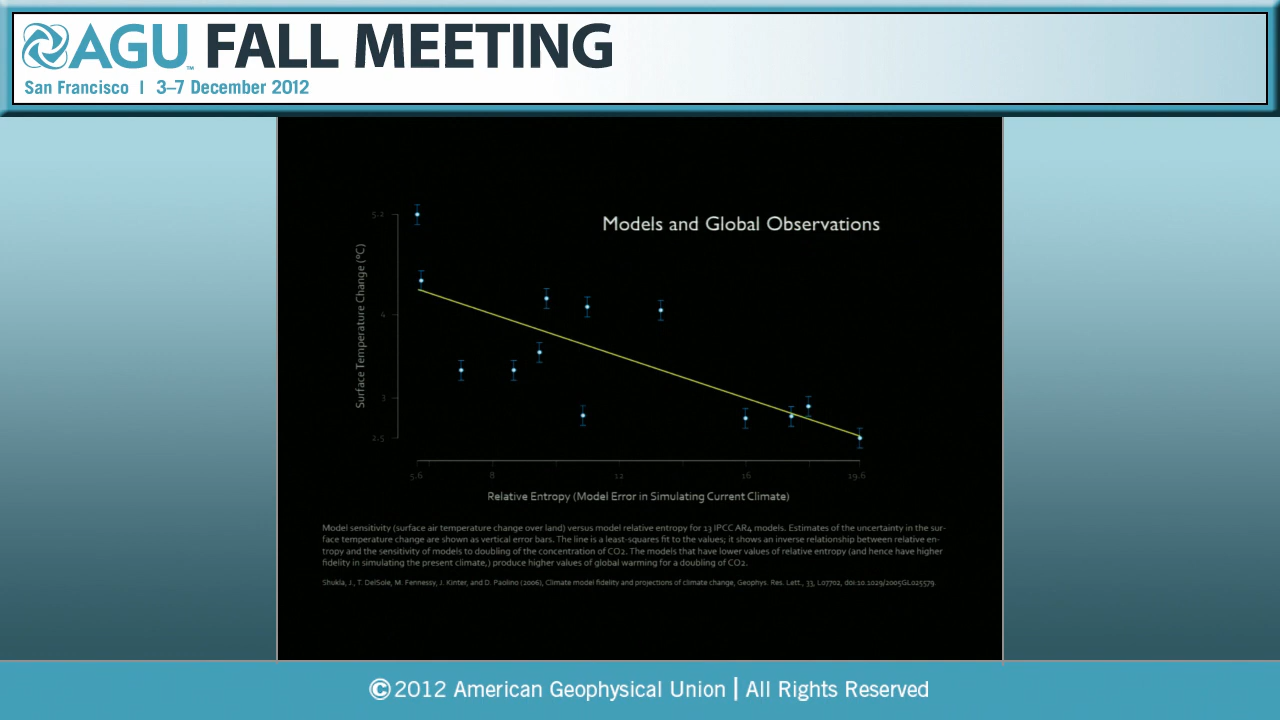 AGU FALL MEETING
TM
San Francisco | 3–7 December 2012
Models and Global Observations
5.2
4
3
2.5
Surface Temperature Change (°C)
5.6 8 12 16 19.6
Relative Entropy (Model Error in Simulating Current Climate)
Model sensitivity (surface air temperature change over land) versus model relative entropy for 13 IPCC AR4 models. Estimates of the uncertainty in the sur-
face temperature change are shown as vertical error bars. The line is a least-squares fit to the values; it shows an inverse relationship between relative en-
tropy and the sensitivity of models to doubling of the concentration of CO2. The models that have lower values of relative entropy (and hence have higher
fidelity in simulating the present climate,) produce higher values of global warming for a doubling of CO2.
Shukla, J., T. DelSole, M. Fennessy, J. Kinter, and D. Paolino (2006), Climate model fidelity and projections of climate change, Geophys. Res. Lett., 33, L07702, doi:10.1029/2005GL025579.
©2012 American Geophysical Union | All Rights Reserved